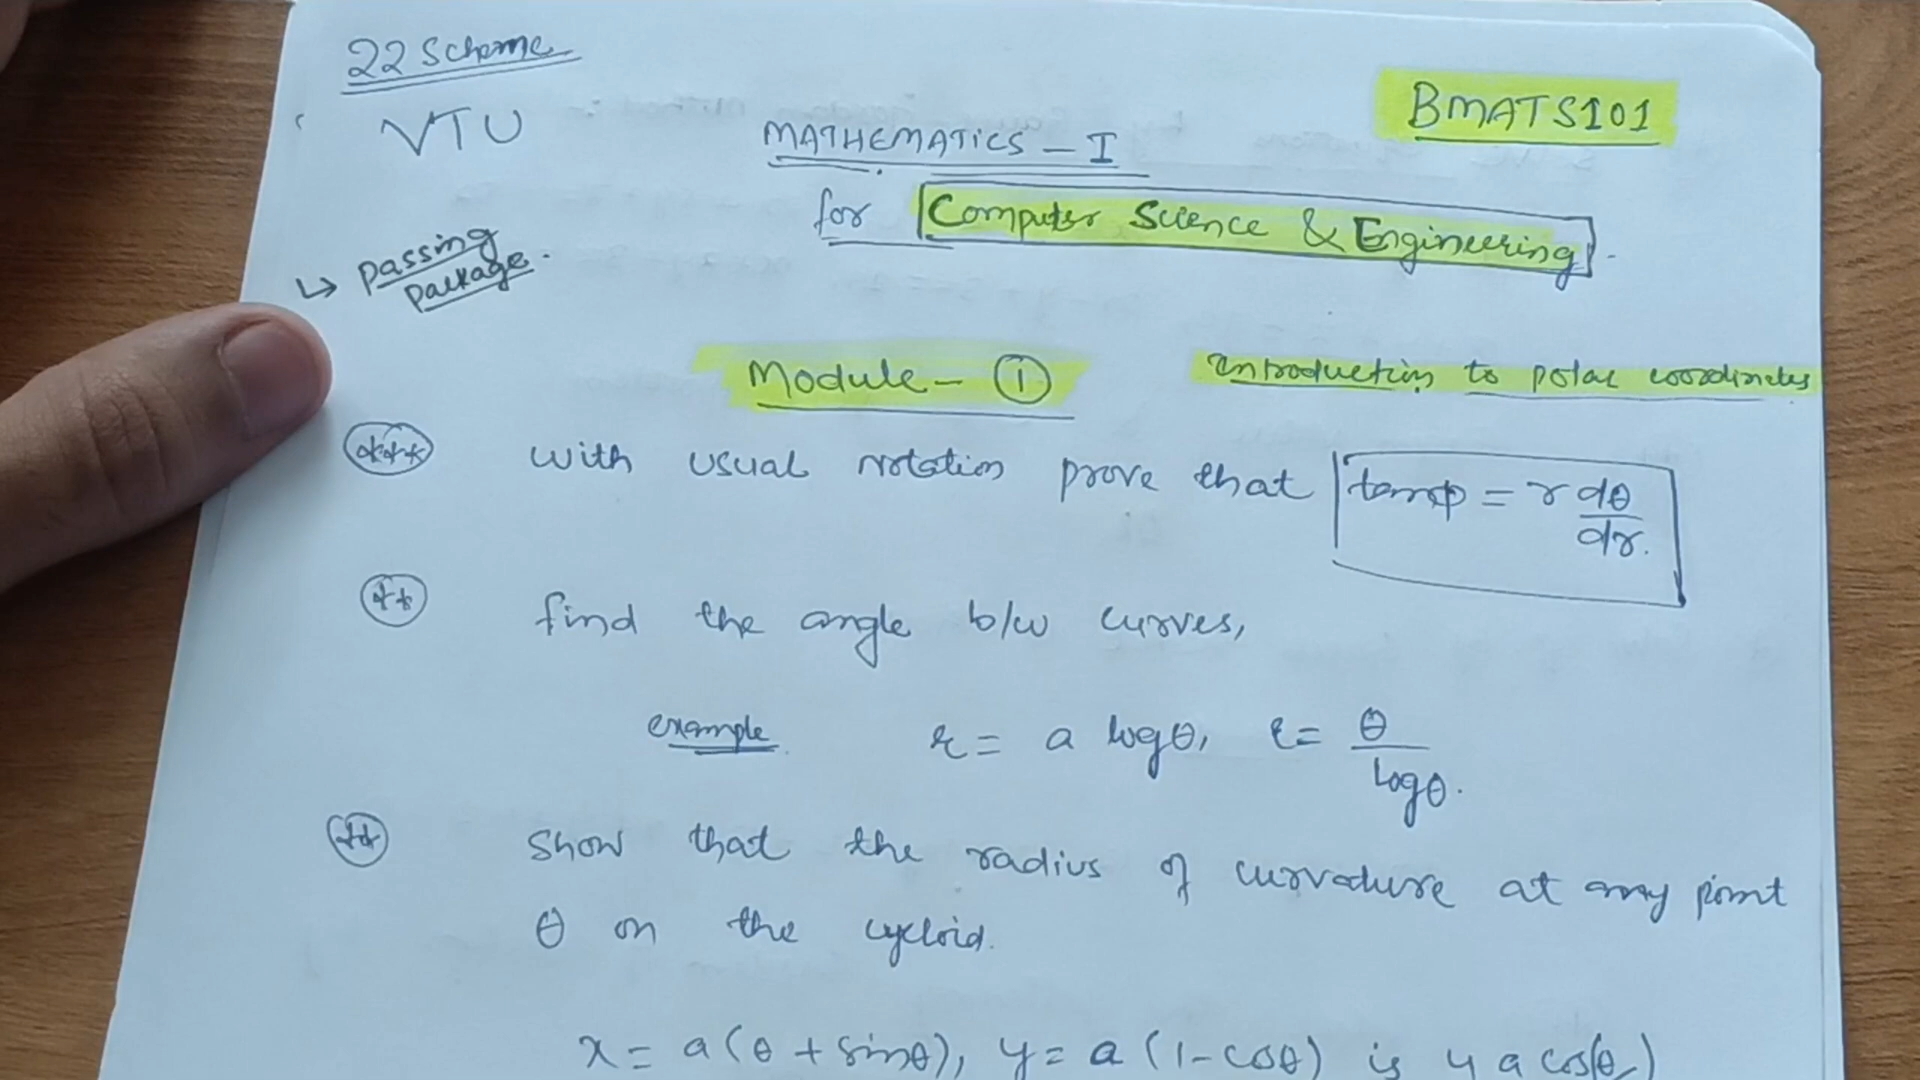 22 Scheme
VTU
BMATS101
MATHEMATICS - I
for Computer Science & Engineering.
↳ passing
package.
Module - ①
Introduction to polar coordinates
*** with usual notation prove that tanφ = r dθ/dr.
** find the angle b/w curves,
example r = a logθ, r = θ/logθ.
** Show that the radius of curvature at any point
θ on the cycloid.
x = a(θ + sinθ), y = a(1-cosθ) is 4 a cos(θ/